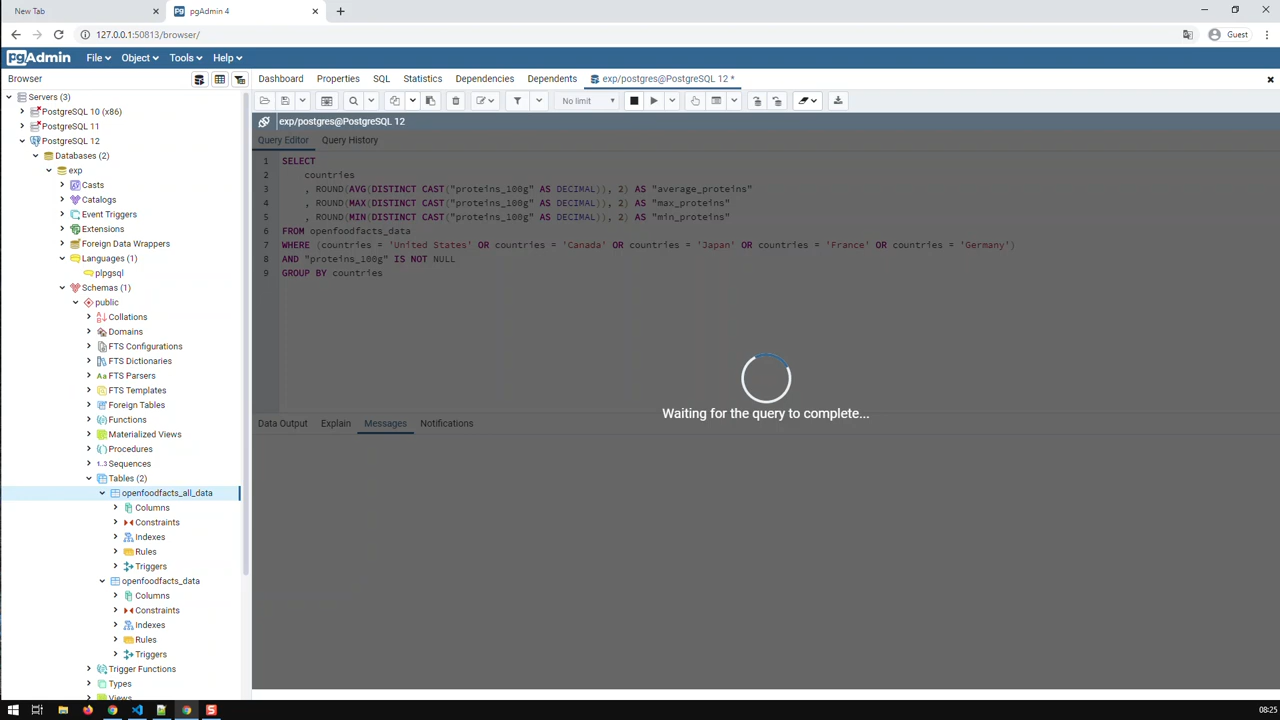 New Tab
pgAdmin 4
127.0.0.1:50813/browser/
Guest
pgAdmin File Object Tools Help
Browser
Dashboard Properties SQL Statistics Dependencies Dependents exp/postgres@PostgreSQL 12 *
No limit
exp/postgres@PostgreSQL 12
Query Editor Query History
Servers (3)
PostgreSQL 10 (x86)
PostgreSQL 11
PostgreSQL 12
Databases (2)
exp
Casts
Catalogs
Event Triggers
Extensions
Foreign Data Wrappers
Languages (1)
plpgsql
Schemas (1)
public
Collations
Domains
FTS Configurations
FTS Dictionaries
FTS Parsers
FTS Templates
Foreign Tables
Functions
Materialized Views
Procedures
1..3 Sequences
Tables (2)
openfoodfacts_all_data
Columns
Constraints
Indexes
Rules
Triggers
openfoodfacts_data
Columns
Constraints
Indexes
Rules
Triggers
Trigger Functions
Types
Views
1 SELECT
2 countries
3 , ROUND(AVG(DISTINCT CAST("proteins_100g" AS DECIMAL)), 2) AS "average_proteins"
4 , ROUND(MAX(DISTINCT CAST("proteins_100g" AS DECIMAL)), 2) AS "max_proteins"
5 , ROUND(MIN(DISTINCT CAST("proteins_100g" AS DECIMAL)), 2) AS "min_proteins"
6 FROM openfoodfacts_data
7 WHERE (countries = 'United States' OR countries = 'Canada' OR countries = 'Japan' OR countries = 'France' OR countries = 'Germany')
8 AND "proteins_100g" IS NOT NULL
9 GROUP BY countries
Waiting for the query to complete...
Data Output Explain Messages Notifications
08:25